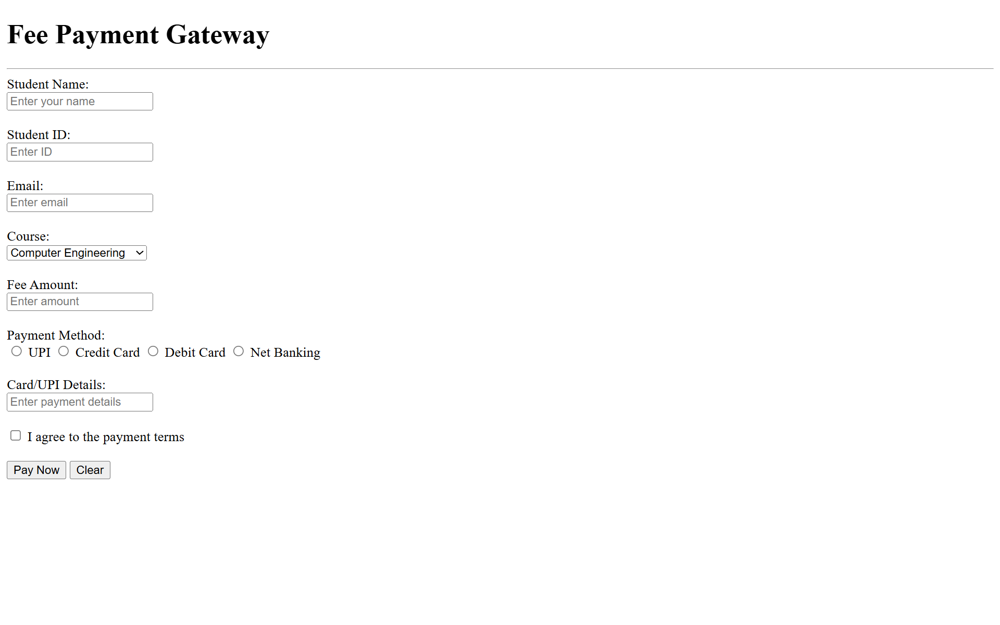 Fee Payment Gateway
Student Name:
Enter your name
Student ID:
Enter ID
Email:
Enter email
Course:
Computer Engineering
Fee Amount:
Enter amount
Payment Method:
UPI Credit Card Debit Card Net Banking
Card/UPI Details:
Enter payment details
I agree to the payment terms
Pay Now Clear